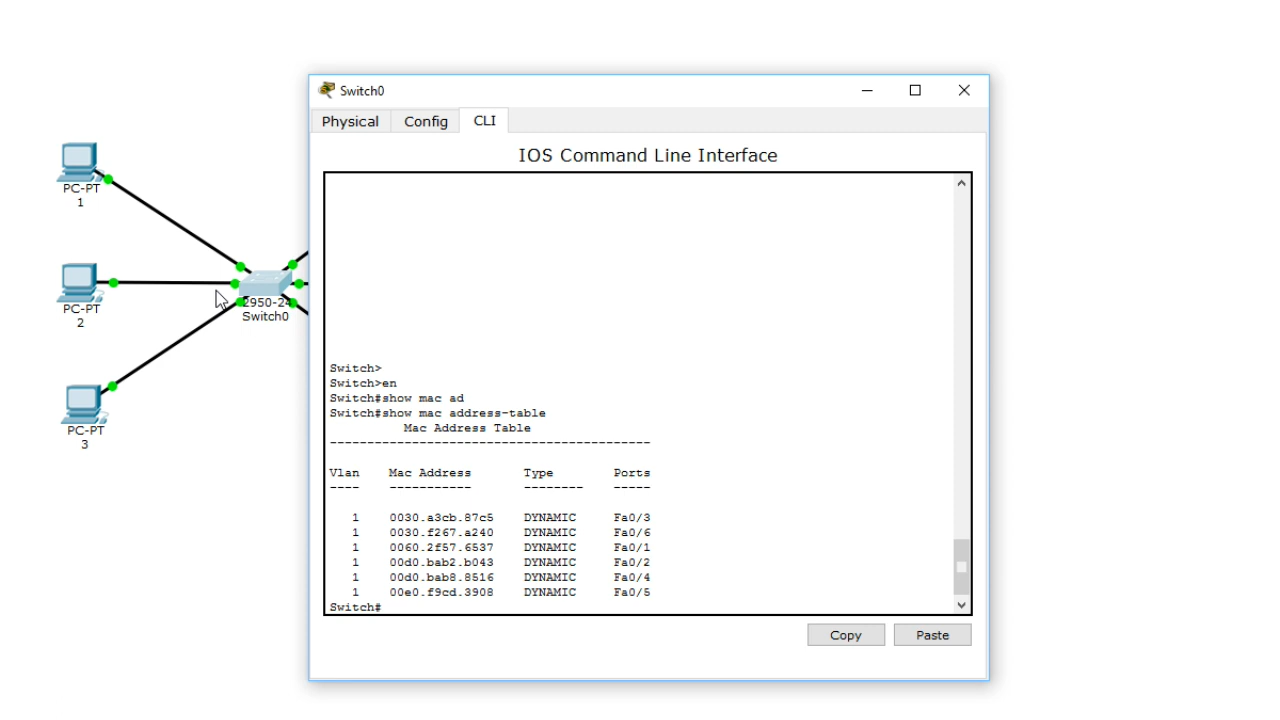 Switch0
Physical
Config
CLI
IOS Command Line Interface
PC-PT
1
PC-PT
2
PC-PT
3
2950-24
Switch0
Switch>
Switch>en
Switch#show mac ad
Switch#show mac address-table
Mac Address Table
-------------------------------------------
Vlan    Mac Address       Type        Ports
----    -----------       --------    -----
1    0030.a3cb.87c5    DYNAMIC     Fa0/3
1    0030.f267.a240    DYNAMIC     Fa0/6
1    0060.2f57.6537    DYNAMIC     Fa0/1
1    00d0.bab2.b043    DYNAMIC     Fa0/2
1    00d0.bab8.8516    DYNAMIC     Fa0/4
1    00e0.f9cd.3908    DYNAMIC     Fa0/5
Switch#
Copy
Paste